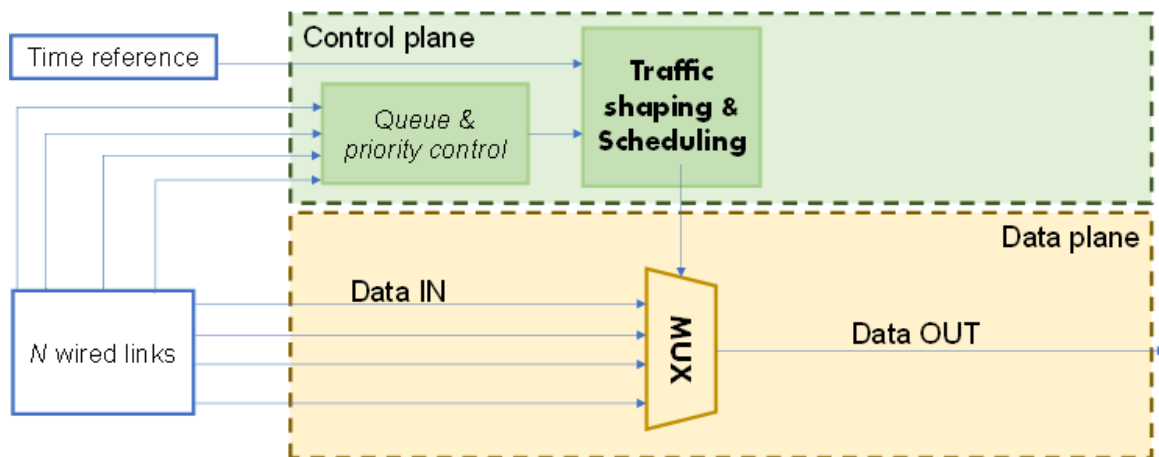 Control plane
Time reference
Traffic
shaping &
Scheduling
Queue &
priority control
Data plane
Data IN
N wired links
MUX
Data OUT